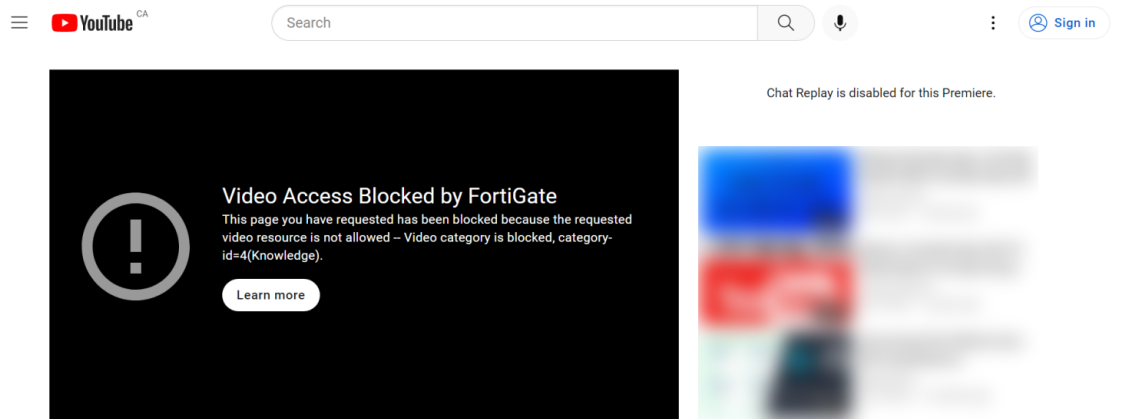 YouTube CA
Search
Sign in
Chat Replay is disabled for this Premiere.
Video Access Blocked by FortiGate
This page you have requested has been blocked because the requested
video resource is not allowed -- Video category is blocked, category-
id=4(Knowledge).
Learn more